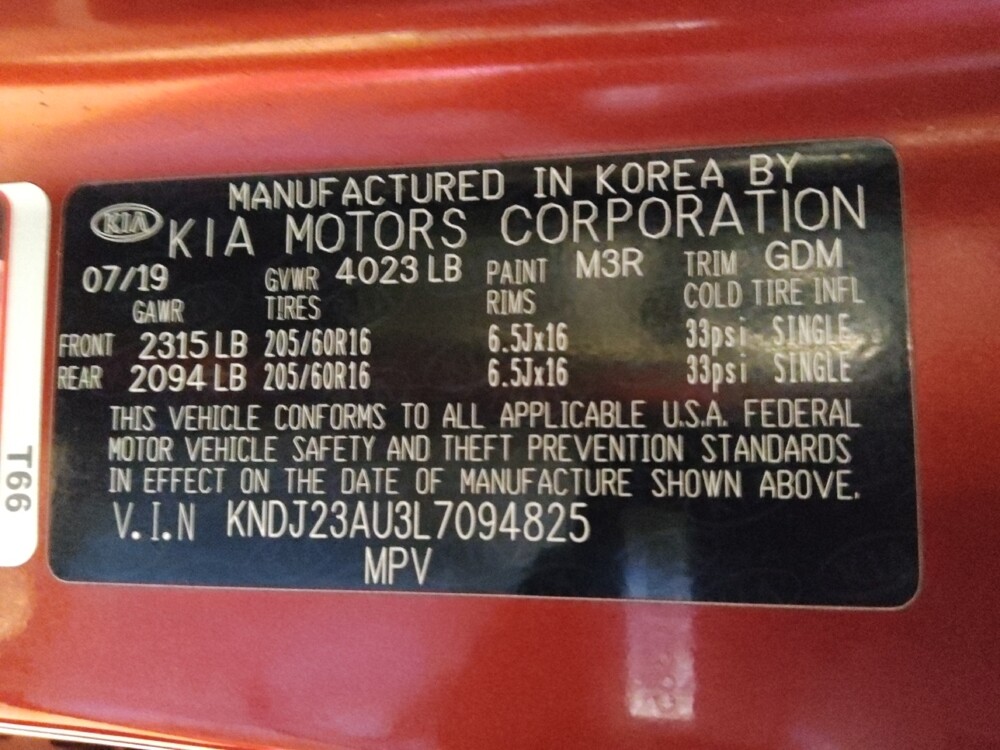 MANUFACTURED IN KOREA BY
KIA KIA MOTORS CORPORATION
07/19 GVWR 4023 LB PAINT M3R TRIM GDM
GAWR TIRES RIMS COLD TIRE INFL
FRONT 2315 LB 205/60R16 6.5Jx16 33psi SINGLE
REAR 2094 LB 205/60R16 6.5Jx16 33psi SINGLE
THIS VEHICLE CONFORMS TO ALL APPLICABLE U.S.A. FEDERAL
MOTOR VEHICLE SAFETY AND THEFT PREVENTION STANDARDS
IN EFFECT ON THE DATE OF MANUFACTURE SHOWN ABOVE.
V.I.N KNDJ23AU3L7094825
MPV
T66